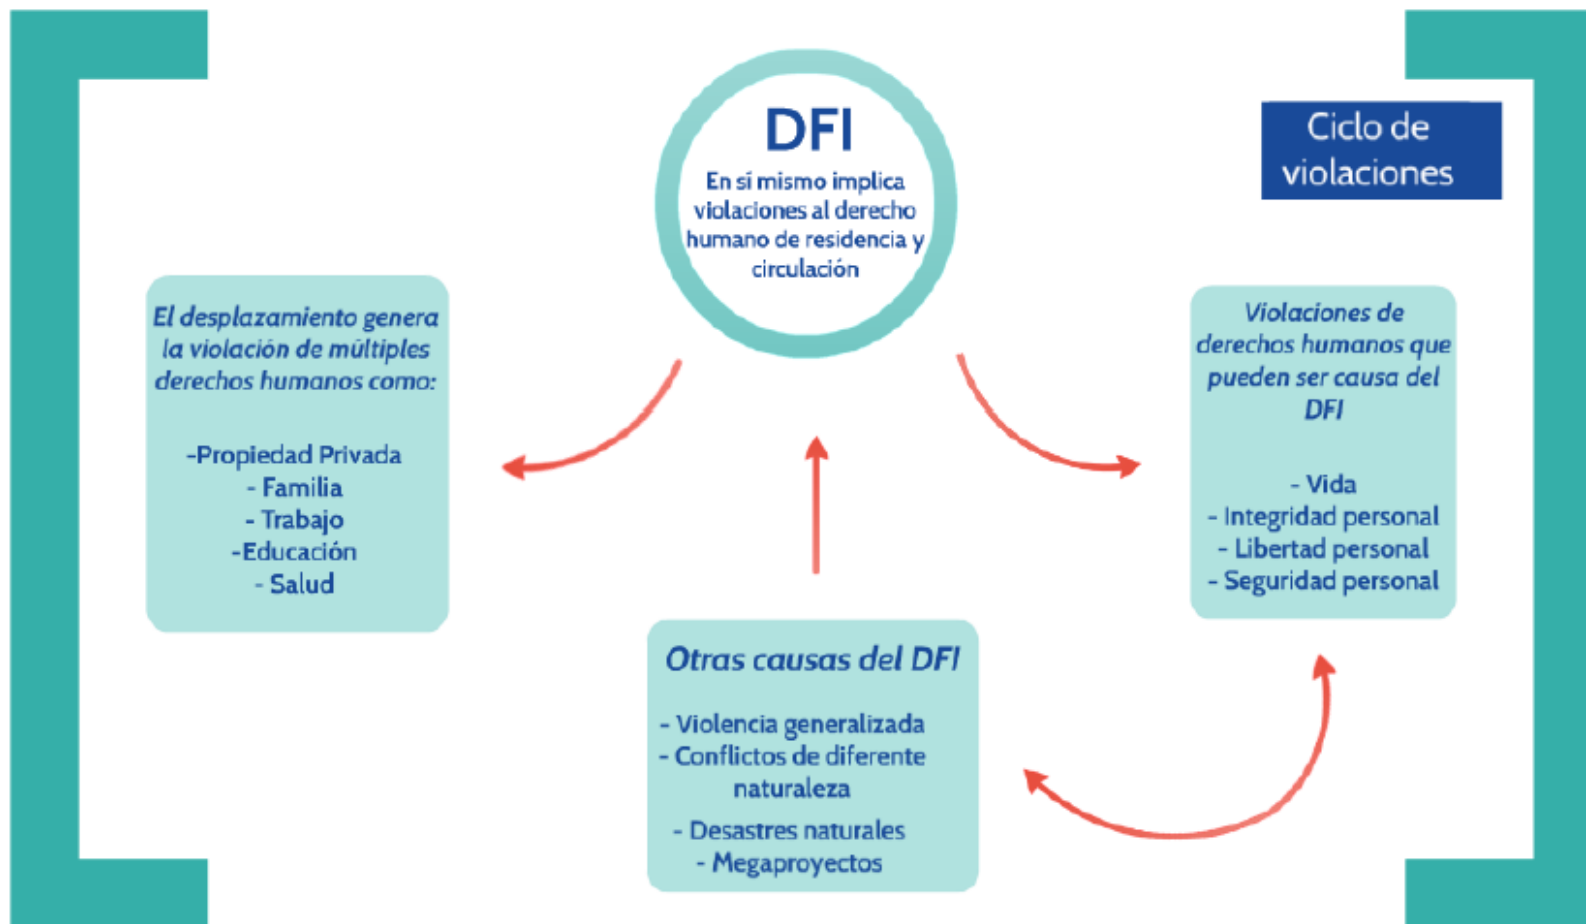 DFI
En sí mismo implica
violaciones al derecho
humano de residencia y
circulación
Ciclo de
violaciones
El desplazamiento genera
la violación de múltiples
derechos humanos como:
-Propiedad Privada
- Familia
- Trabajo
-Educación
- Salud
Violaciones de
derechos humanos que
pueden ser causa del
DFI
- Vida
- Integridad personal
- Libertad personal
- Seguridad personal
Otras causas del DFI
- Violencia generalizada
- Conflictos de diferente
naturaleza
- Desastres naturales
- Megaproyectos